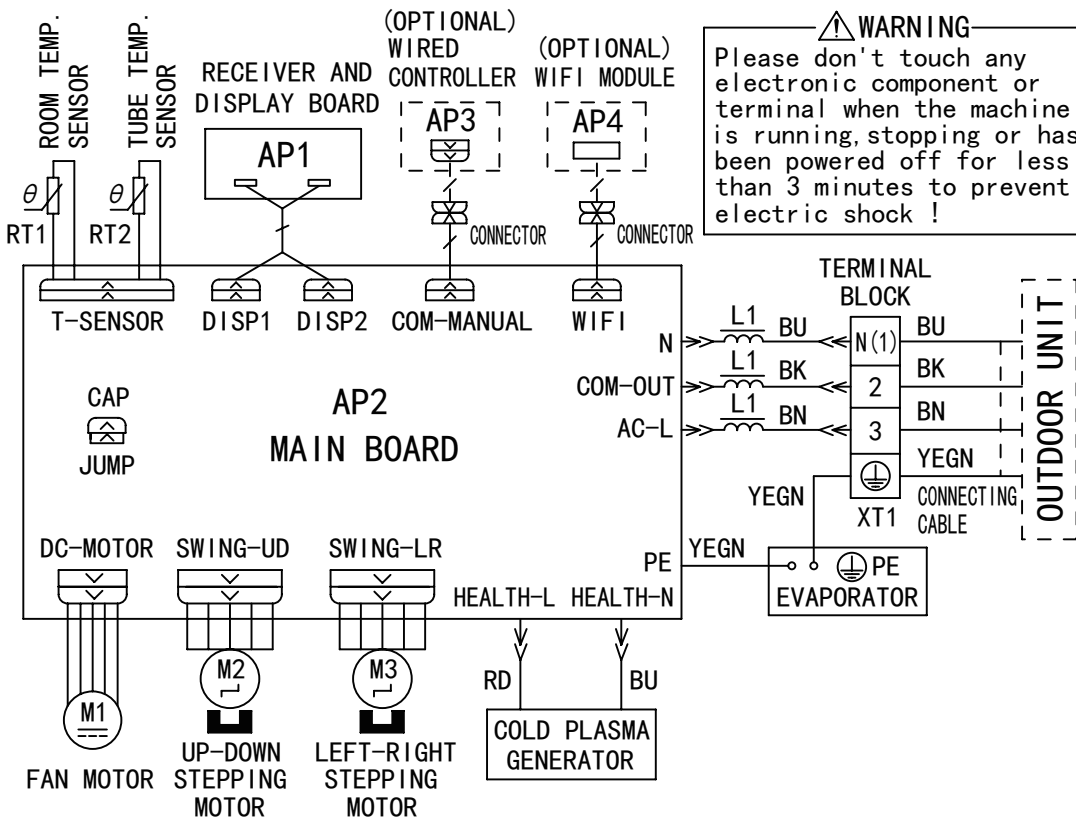 ROOM TEMP.
SENSOR
TUBE TEMP.
SENSOR
RECEIVER AND
DISPLAY BOARD
(OPTIONAL)
WIRED
CONTROLLER
(OPTIONAL)
WIFI MODULE
WARNING
Please don't touch any
electronic component or
terminal when the machine
is running,stopping or has
been powered off for less
than 3 minutes to prevent
electric shock !
AP1
AP3
AP4
θ
RT1
θ
RT2
CONNECTOR
CONNECTOR
T-SENSOR
DISP1
DISP2
COM-MANUAL
WIFI
TERMINAL
BLOCK
N
L1
BU
N(1)
BU
COM-OUT
L1
BK
2
BK
AC-L
L1
BN
3
BN
YEGN
YEGN
XT1
CONNECTING
CABLE
OUTDOOR UNIT
CAP
JUMP
AP2
MAIN BOARD
DC-MOTOR
SWING-UD
SWING-LR
PE
YEGN
PE
EVAPORATOR
HEALTH-L
HEALTH-N
M1
M2
M3
RD
BU
COLD PLASMA
GENERATOR
FAN MOTOR
UP-DOWN
STEPPING
MOTOR
LEFT-RIGHT
STEPPING
MOTOR